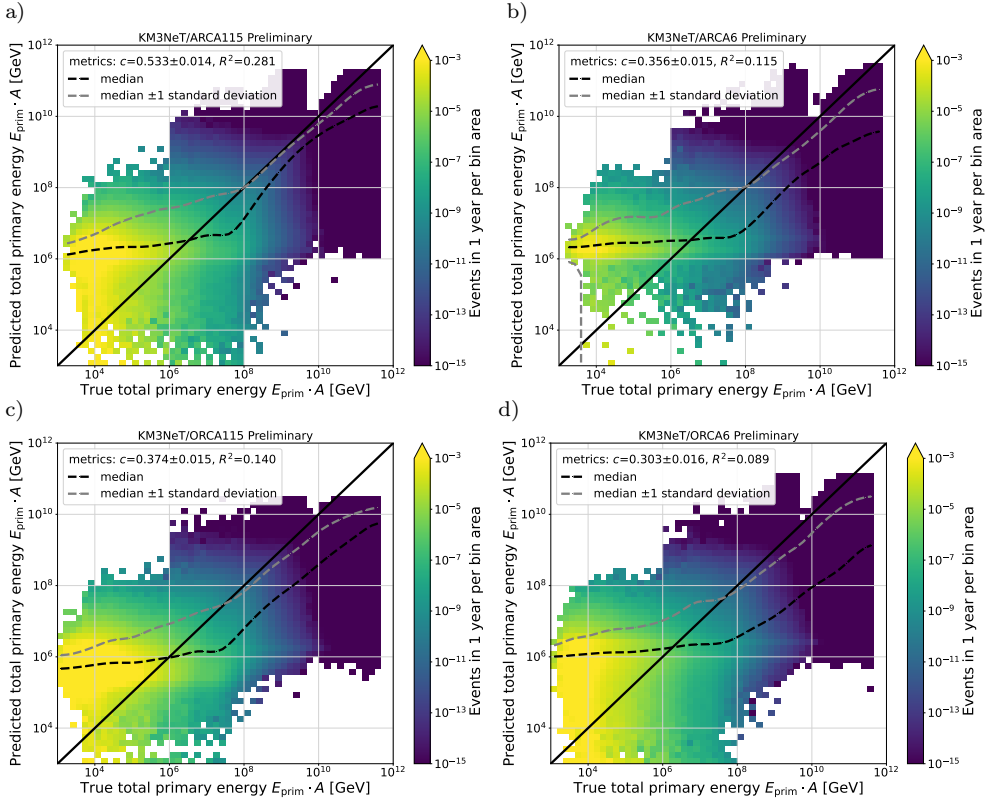 a)
KM3NeT/ARCA115 Preliminary
metrics: c=0.533±0.014, R²=0.281
median
median ±1 standard deviation
10¹²
10¹⁰
10⁸
10⁶
10⁴
Predicted total primary energy E_prim · A [GeV]
10⁴ 10⁶ 10⁸ 10¹⁰ 10¹²
True total primary energy E_prim · A [GeV]
10⁻³
10⁻⁵
10⁻⁷
10⁻⁹
10⁻¹¹
10⁻¹³
10⁻¹⁵
Events in 1 year per bin area
b)
KM3NeT/ARCA6 Preliminary
metrics: c=0.356±0.015, R²=0.115
median
median ±1 standard deviation
10¹²
10¹⁰
10⁸
10⁶
10⁴
Predicted total primary energy E_prim · A [GeV]
10⁴ 10⁶ 10⁸ 10¹⁰ 10¹²
True total primary energy E_prim · A [GeV]
10⁻³
10⁻⁵
10⁻⁷
10⁻⁹
10⁻¹¹
10⁻¹³
10⁻¹⁵
Events in 1 year per bin area
c)
KM3NeT/ORCA115 Preliminary
metrics: c=0.374±0.015, R²=0.140
median
median ±1 standard deviation
10¹²
10¹⁰
10⁸
10⁶
10⁴
Predicted total primary energy E_prim · A [GeV]
10⁴ 10⁶ 10⁸ 10¹⁰ 10¹²
True total primary energy E_prim · A [GeV]
10⁻³
10⁻⁵
10⁻⁷
10⁻⁹
10⁻¹¹
10⁻¹³
10⁻¹⁵
Events in 1 year per bin area
d)
KM3NeT/ORCA6 Preliminary
metrics: c=0.303±0.016, R²=0.089
median
median ±1 standard deviation
10¹²
10¹⁰
10⁸
10⁶
10⁴
Predicted total primary energy E_prim · A [GeV]
10⁴ 10⁶ 10⁸ 10¹⁰ 10¹²
True total primary energy E_prim · A [GeV]
10⁻³
10⁻⁵
10⁻⁷
10⁻⁹
10⁻¹¹
10⁻¹³
10⁻¹⁵
Events in 1 year per bin area